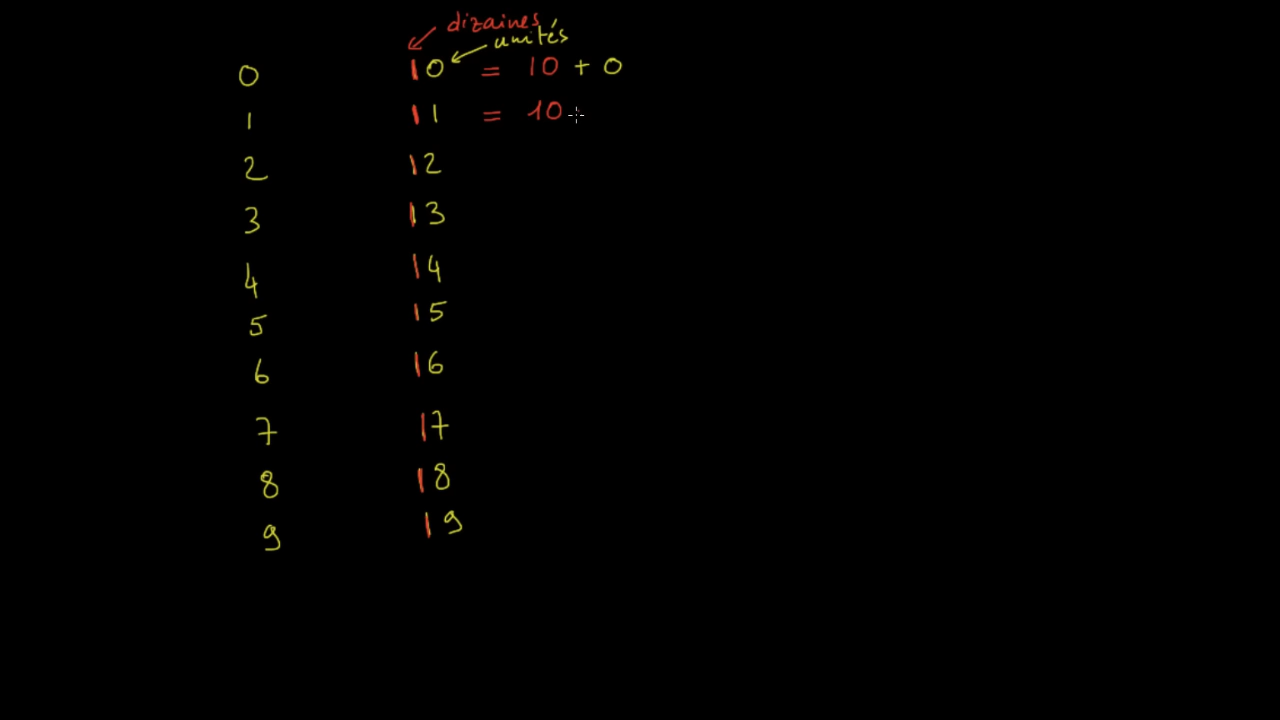 dizaines
unités
0 10 = 10 + 0
1 11 = 10
2 12
3 13
4 14
5 15
6 16
7 17
8 18
9 19